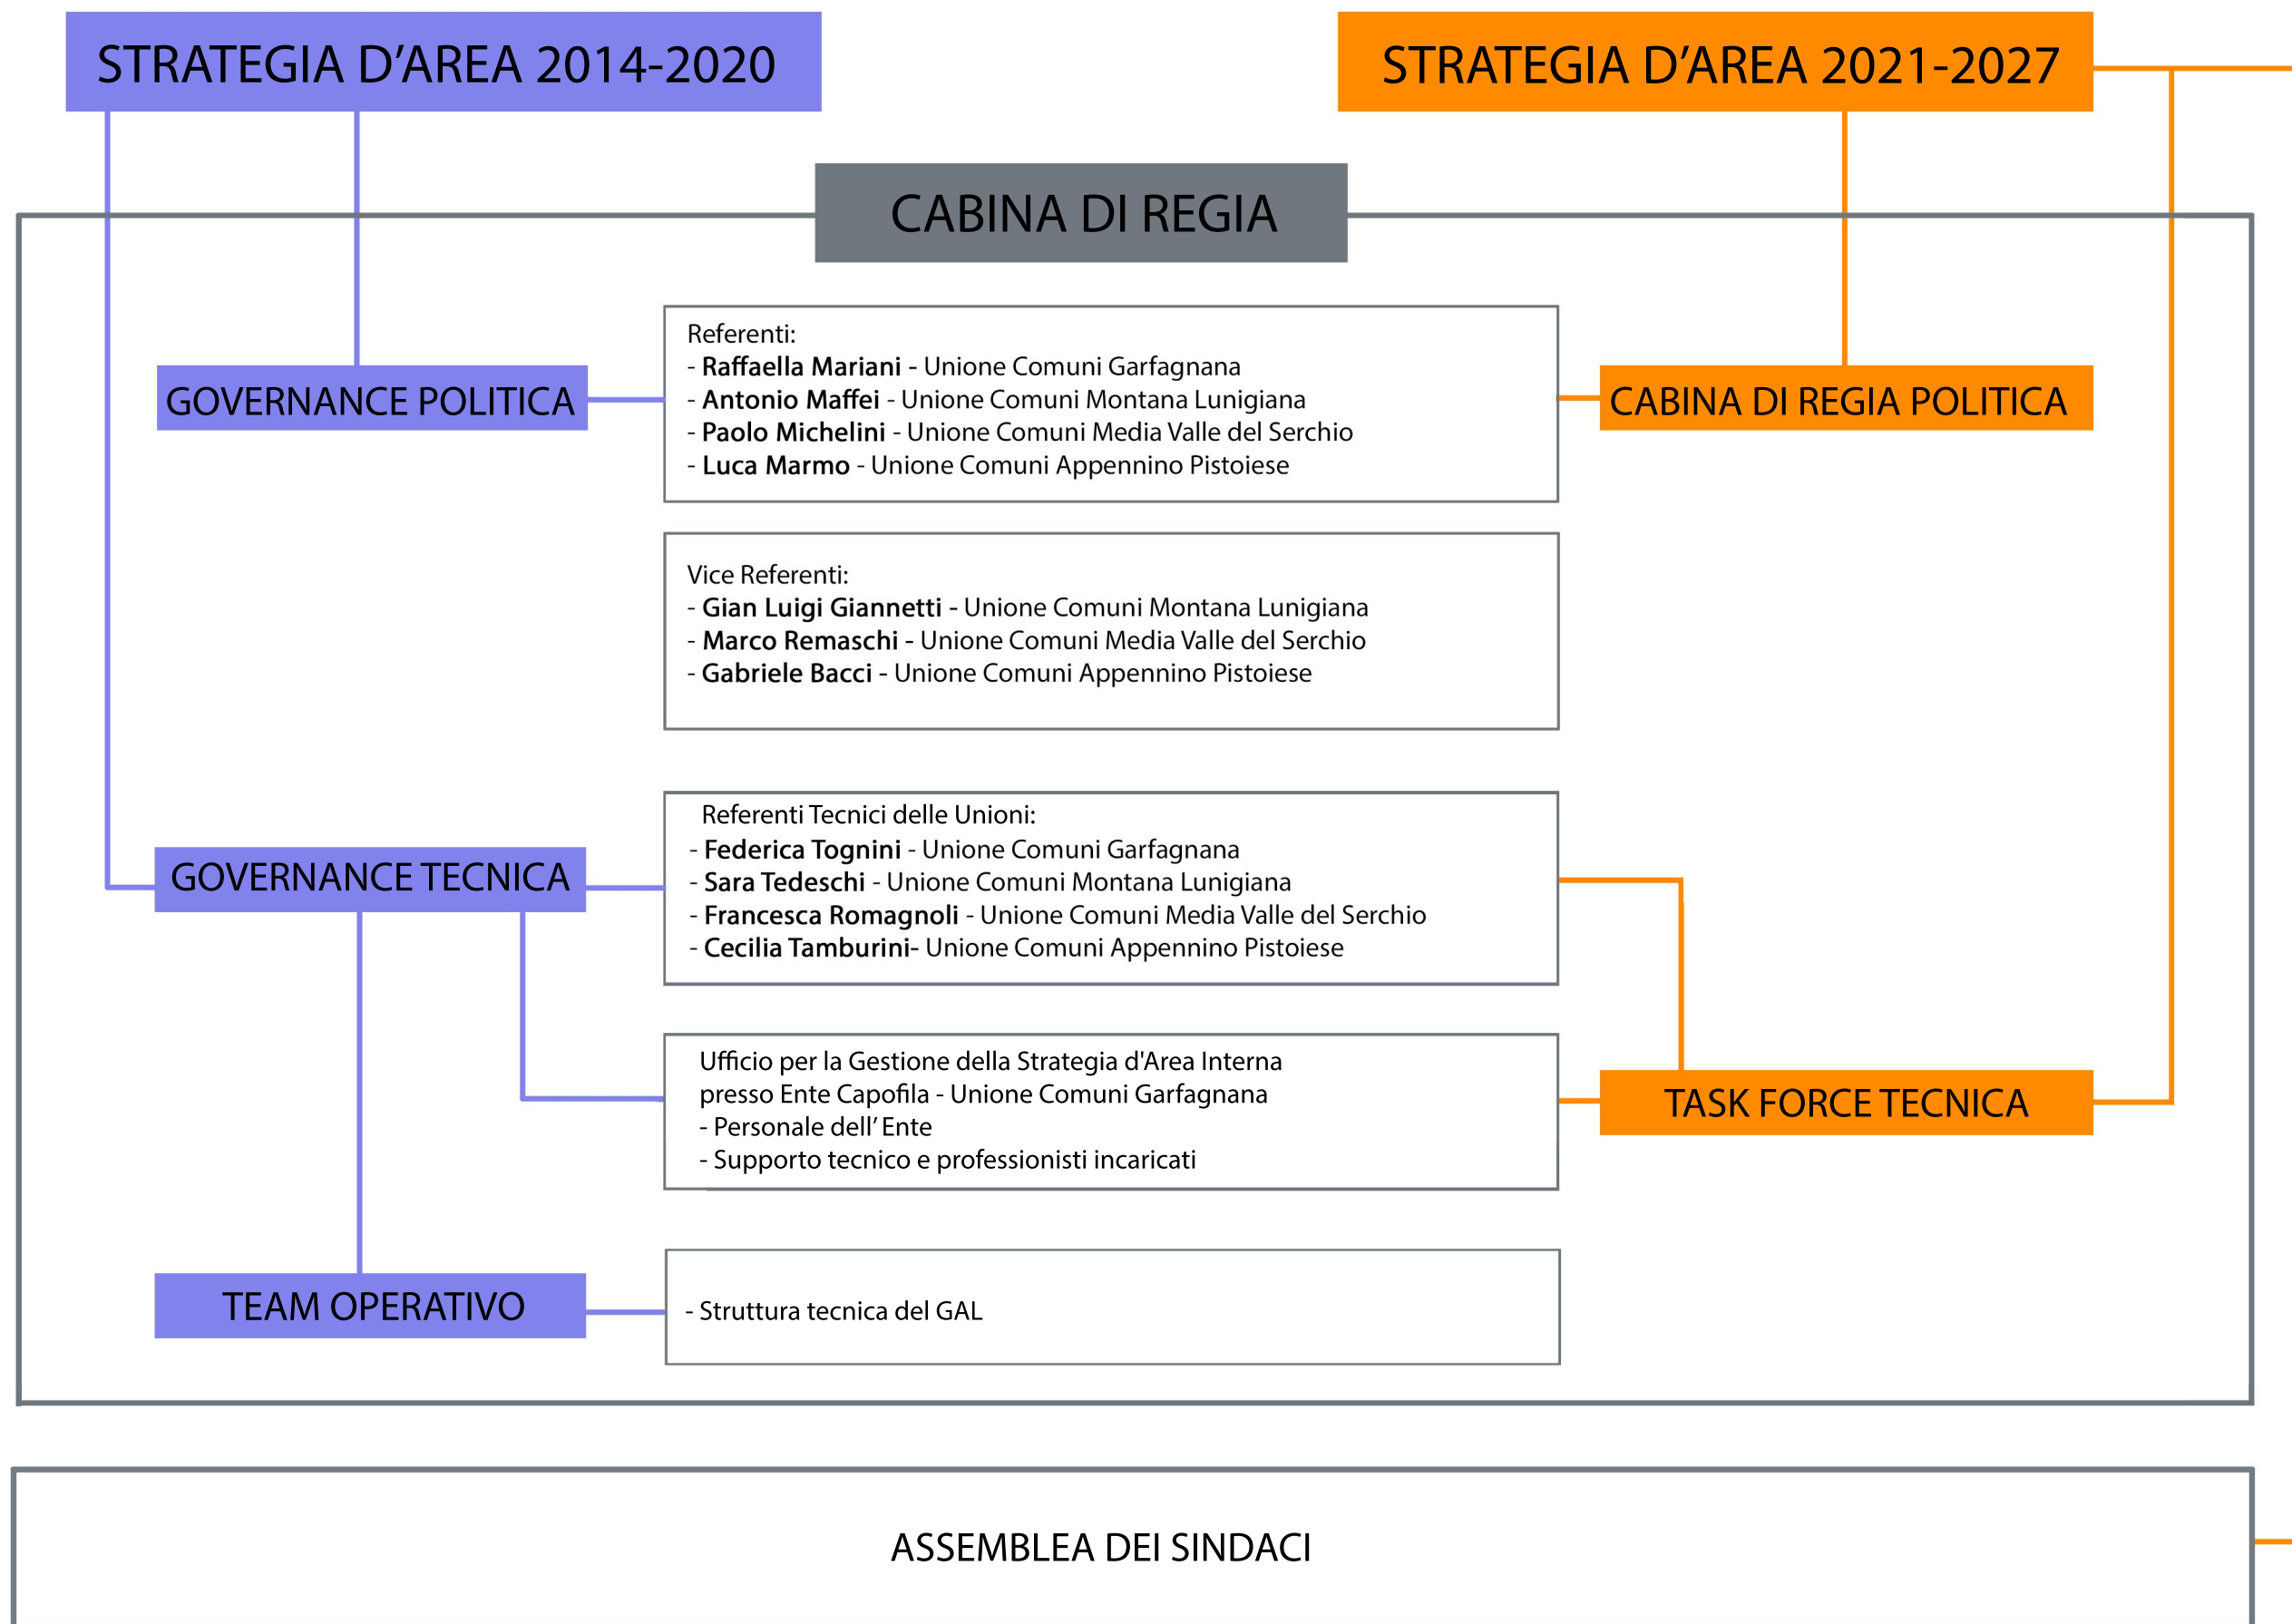 STRATEGIA D’AREA 2014-2020
STRATEGIA D’AREA 2021-2027
CABINA DI REGIA
GOVERNANCE POLITICA
Referenti:
- Raffaella Mariani - Unione Comuni Garfagnana
- Antonio Maffei - Unione Comuni Montana Lunigiana
- Paolo Michelini - Unione Comuni Media Valle del Serchio
- Luca Marmo - Unione Comuni Appennino Pistoiese
CABINA DI REGIA POLITICA
Vice Referenti:
- Gian Luigi Giannetti - Unione Comuni Montana Lunigiana
- Marco Remaschi - Unione Comuni Media Valle del Serchio
- Gabriele Bacci - Unione Comuni Appennino Pistoiese
GOVERNANCE TECNICA
Referenti Tecnici delle Unioni:
- Federica Tognini - Unione Comuni Garfagnana
- Sara Tedeschi - Unione Comuni Montana Lunigiana
- Francesca Romagnoli - Unione Comuni Media Valle del Serchio
- Cecilia Tamburini- Unione Comuni Appennino Pistoiese
Ufficio per la Gestione della Strategia d'Area Interna
presso Ente Capofila - Unione Comuni Garfagnana
- Personale dell’ Ente
- Supporto tecnico e professionisti incaricati
TASK FORCE TECNICA
TEAM OPERATIVO
- Struttura tecnica del GAL
ASSEMBLEA DEI SINDACI